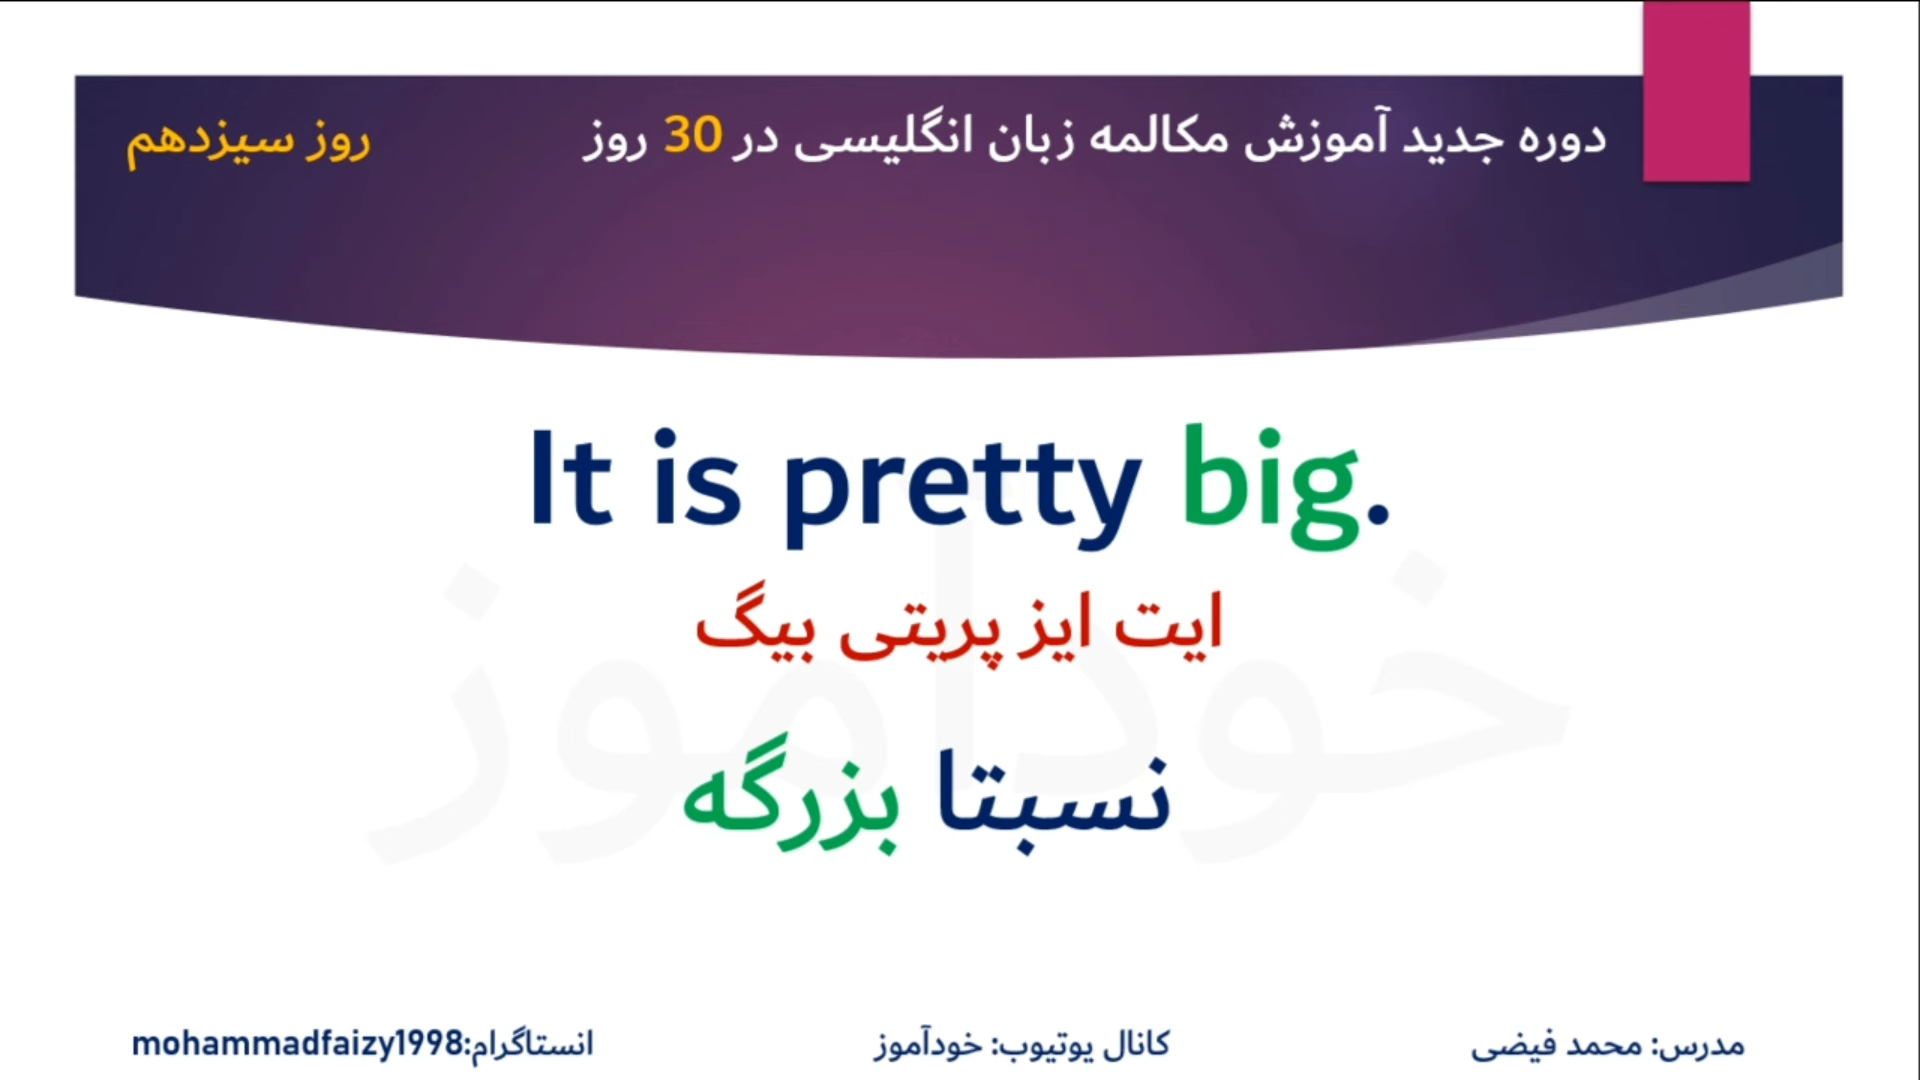 دوره جدید آموزش مکالمه زبان انگلیسی در 30 روز
روز سیزدهم
It is pretty big.
ایت ایز پریتی بیگ
نسبتا بزرگه
خودآموز
مدرس: محمد فیضی
کانال یوتیوب: خودآموز
انستاگرام:mohammadfaizy1998